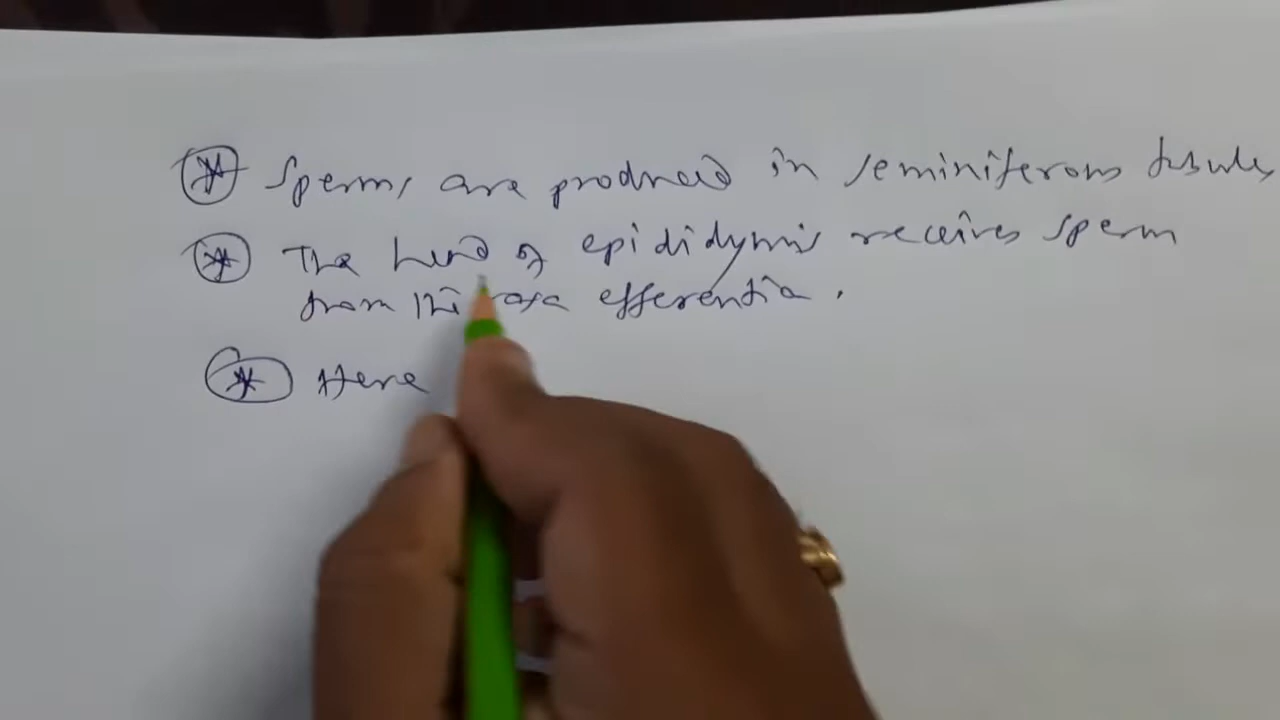 Sperms are produced in seminiferous tubules
The head of epididymis receives sperm
from the vasa efferentia.
Here